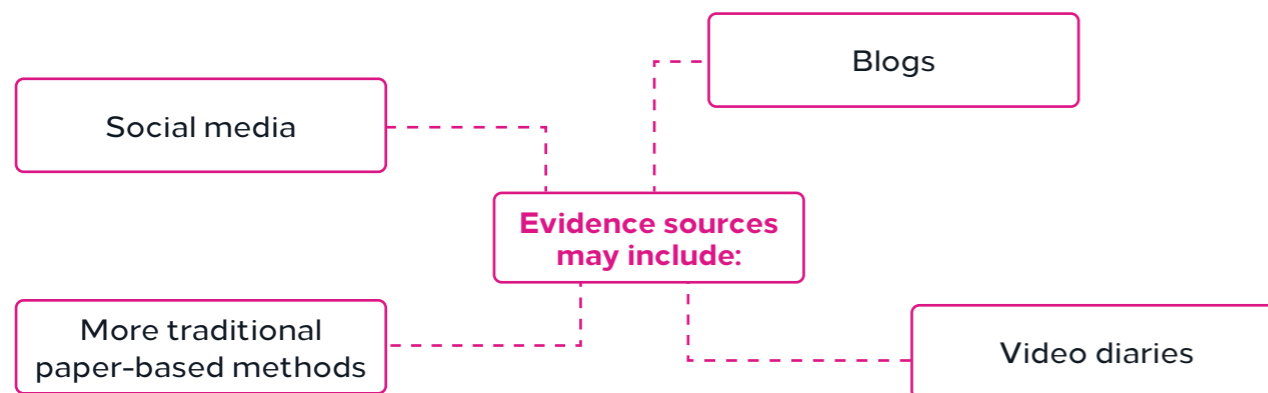 Blogs
Social media
Evidence sources
may include:
More traditional
paper-based methods
Video diaries